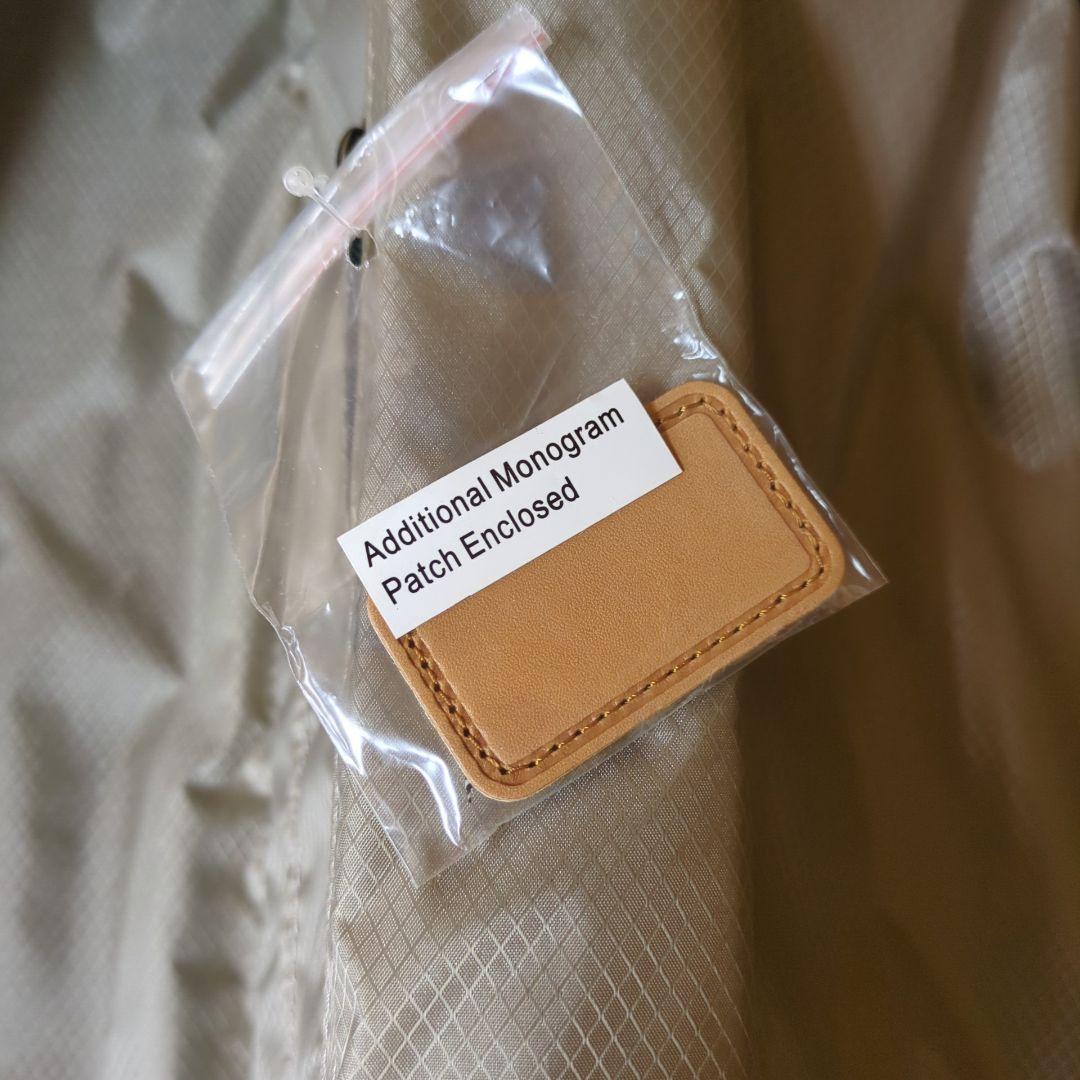 Additional Monogram
Patch Enclosed